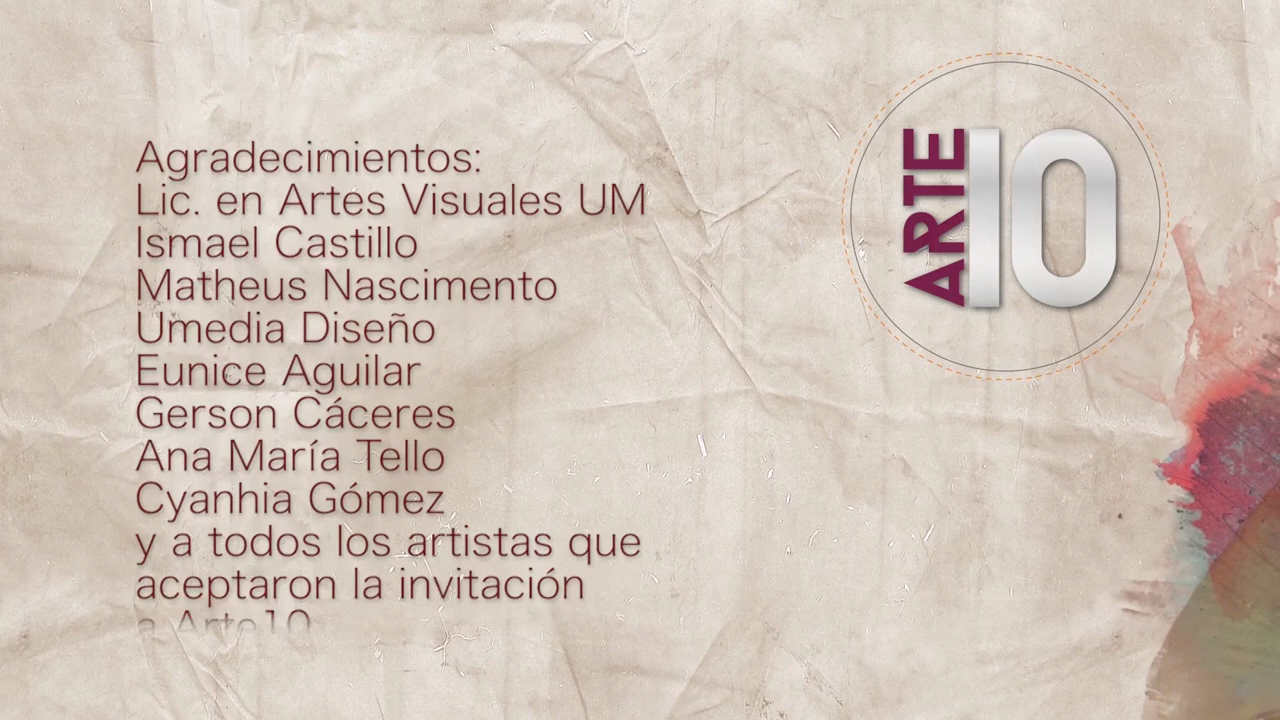 Agradecimientos:
Lic. en Artes Visuales UM
Ismael Castillo
Matheus Nascimento
Umedia Diseño
Eunice Aguilar
Gerson Cáceres
Ana María Tello
Cyanhia Gómez
y a todos los artistas que
aceptaron la invitación
a Arte10
ARTE 10